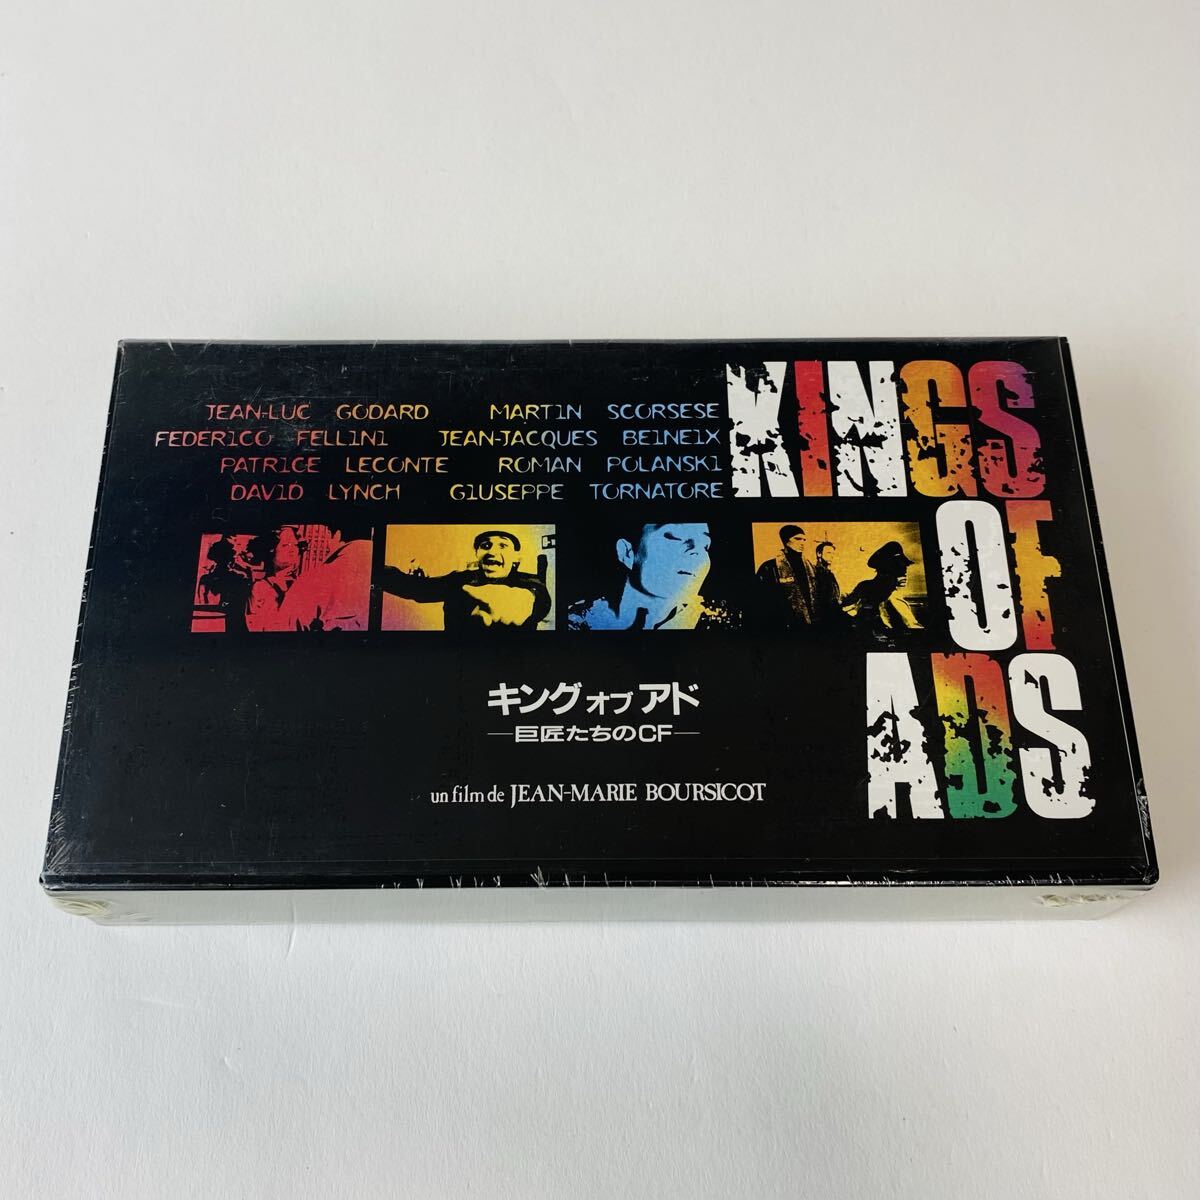 JEAN-LUC GODARD MARTIN SCORSESE
FEDERICO FELLINI JEAN-JACQUES BEINEIX
PATRICE LECONTE ROMAN POLANSKI
DAVID LYNCH GIUSEPPE TORNATORE
KINGS
OF
ADS
キング オブ アド
—巨匠たちのCF—
un film de JEAN-MARIE BOURSICOT